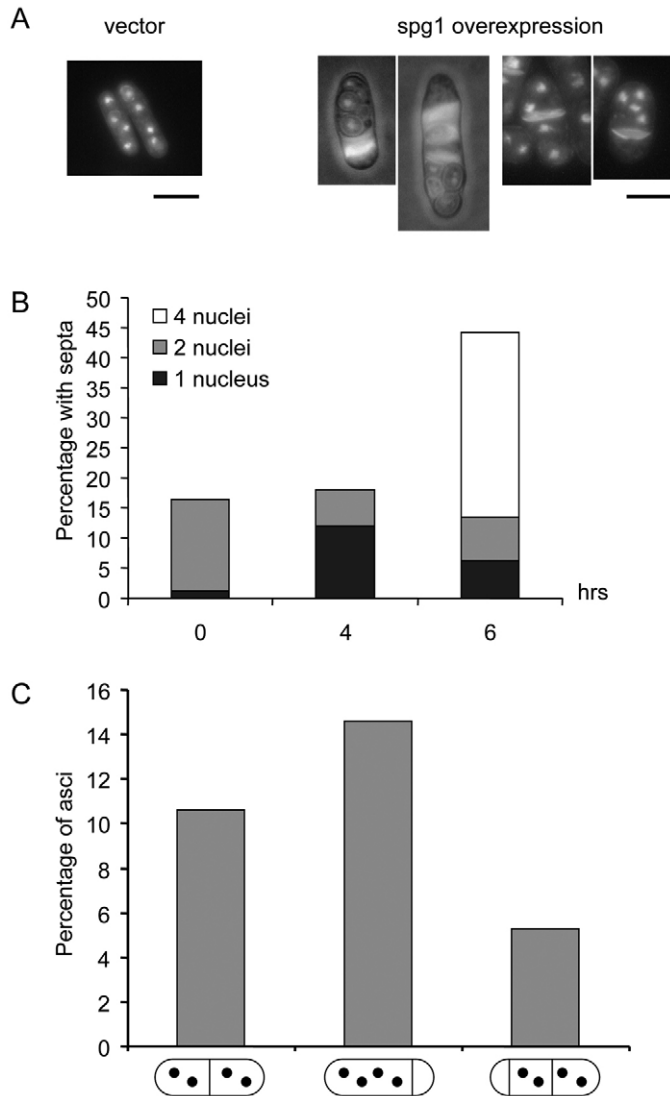 A
vector
spg1 overexpression
B
50
45
40
35
30
25
20
15
10
5
0
Percentage with septa
4 nuclei
2 nuclei
1 nucleus
hrs
0
4
6
C
16
14
12
10
8
6
4
2
0
Percentage of asci